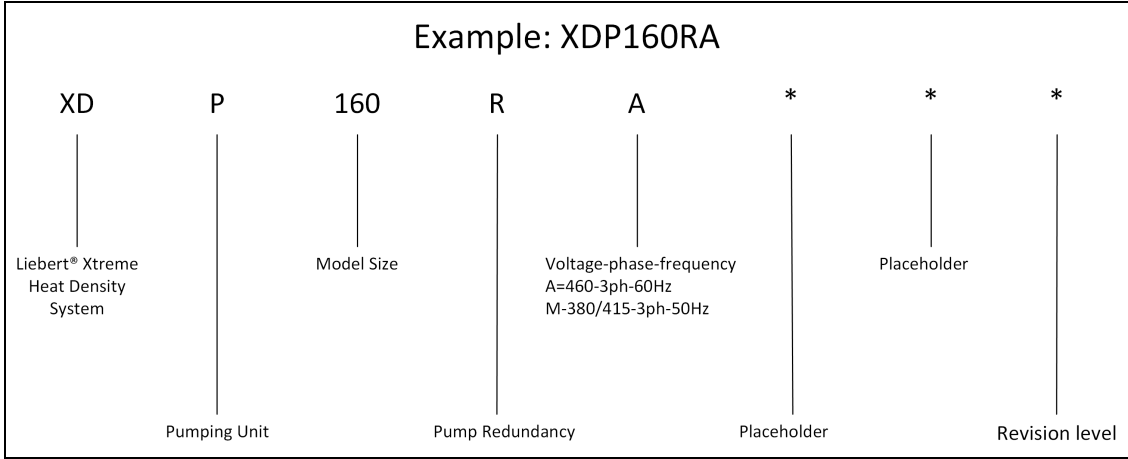 Example: XDP160RA
XD P 160 R A * * *
Liebert® Xtreme
Heat Density
System
Model Size
Voltage-phase-frequency
A=460-3ph-60Hz
M-380/415-3ph-50Hz
Placeholder
Pumping Unit
Pump Redundancy
Placeholder
Revision level